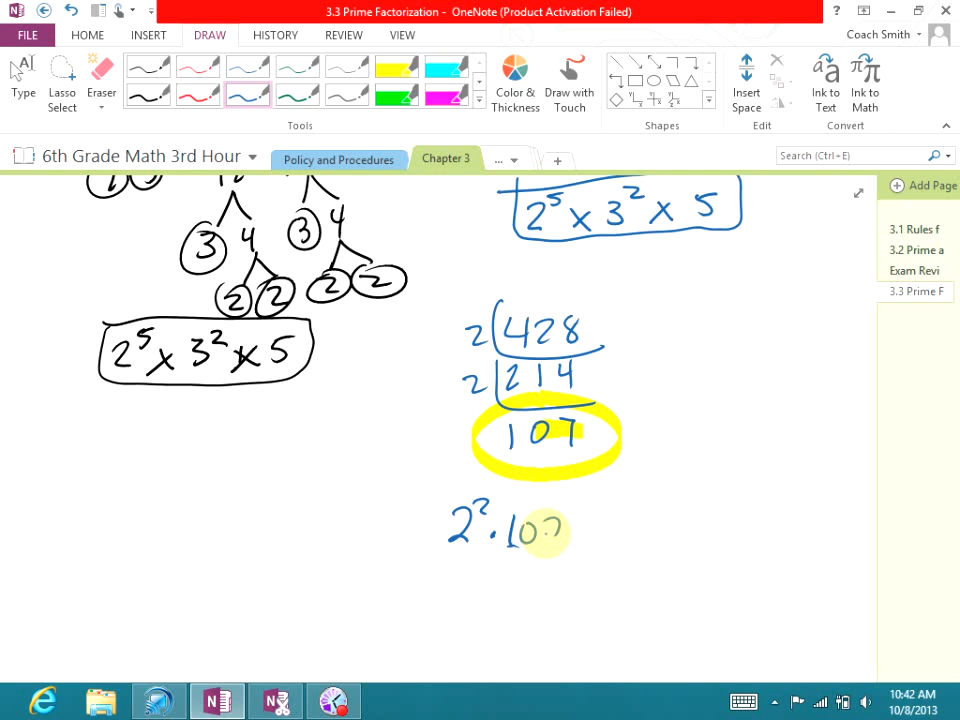 3.3 Prime Factorization - OneNote (Product Activation Failed)
FILE HOME INSERT DRAW HISTORY REVIEW VIEW
Coach Smith
Type
Lasso Select
Eraser
Color & Thickness
Draw with Touch
Insert Space
Ink to Text
Ink to Math
Tools
Shapes
Edit
Convert
6th Grade Math 3rd Hour
Policy and Procedures
Chapter 3
...
Search (Ctrl+E)
Add Page
3.1 Rules f
3.2 Prime a
Exam Revi
3.3 Prime F
3 4 3 4
2 2 2 2
2⁵ x 3² x 5
2⁵ x 3² x 5
2 428
2 214
107
2² · 107
10:42 AM
10/8/2013